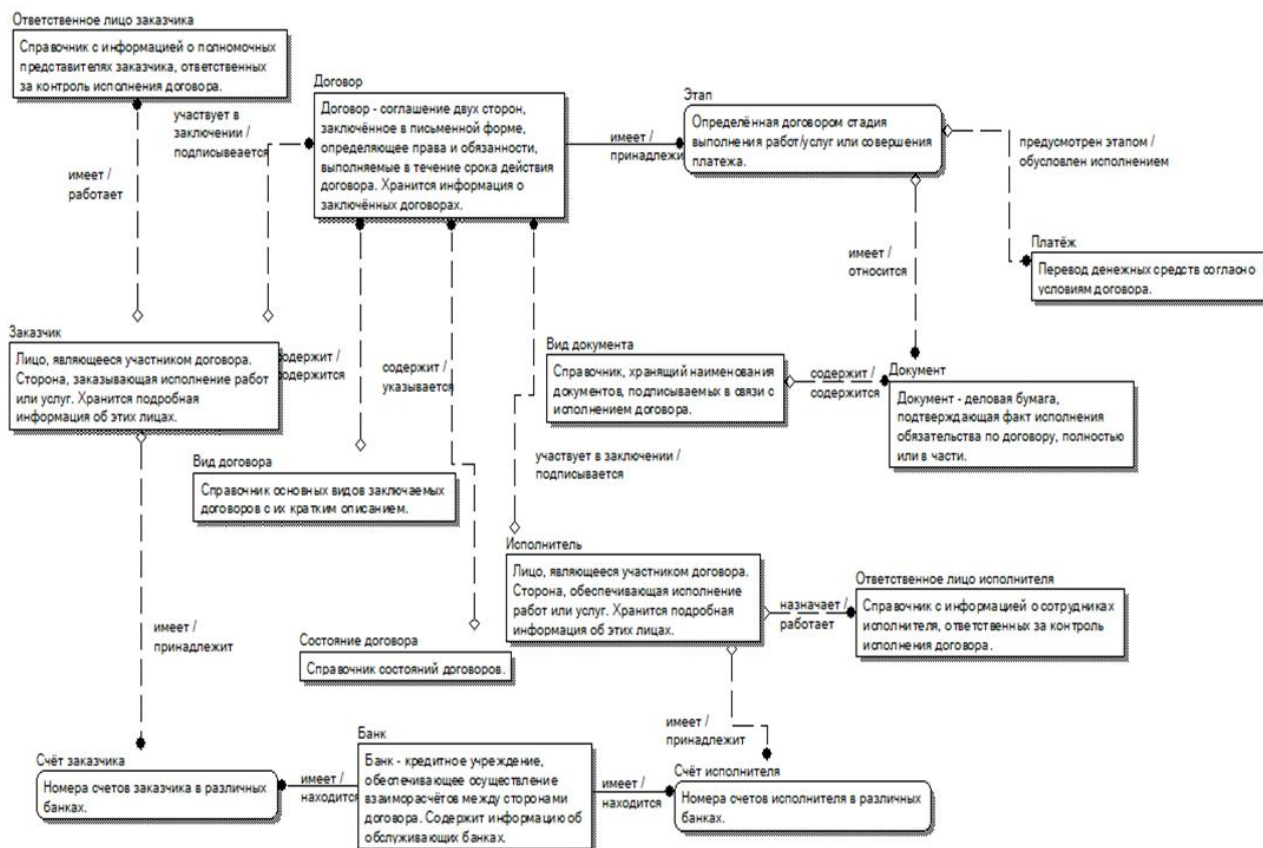 Ответственное лицо заказчика
Справочник с информацией о полномочных
представителях заказчика, ответственных
за контроль исполнения договора.
участвует в
заключении /
подписывеается
имеет /
работает
Договор
Договор - соглашение двух сторон,
заключённое в письменной форме,
определяющее права и обязанности,
выполняемые в течение срока действия
договора. Хранится информация о
заключённых договорах.
имеет /
принадлежи
Этап
Определённая договором стадия
выполнения работ/услуг или совершения
платежа.
предусмотрен этапом /
обусловлен исполнением
имеет /
относится
Платёж
Перевод денежных средств согласно
условиям договора.
Заказчик
Лицо, являющееся участником договора.
Сторона, заказывающая исполнение работ
или услуг. Хранится подробная
информация об этих лицах.
содержит /
содержится
содержит /
указывается
Вид документа
Справочник, хранящий наименования
документов, подписываемых в связи с
исполнением договора.
содержит /
содержится
Документ
Документ - деловая бумага,
подтверждающая факт исполнения
обязательства по договору, полностью
или в части.
участвует в заключении /
подписывается
Вид договора
Справочник основных видов заключаемых
договоров с их кратким описанием.
Исполнитель
Лицо, являющееся участником договора.
Сторона, обеспечивающая исполнение
работ или услуг. Хранится подробная
информация об этих лицах.
назначает /
работает
Ответственное лицо исполнителя
Справочник с информацией о сотрудниках
исполнителя, ответственных за контроль
исполнения договора.
имеет /
принадлежит
Состояние договора
Справочник состояний договоров.
имеет /
принадлежит
Счёт заказчика
Номера счетов заказчика в различных
банках.
имеет /
находится
Банк
Банк - кредитное учреждение,
обеспечивающее осуществление
взаиморасчётов между сторонами
договора. Содержит информацию об
обслуживающих банках.
имеет /
находится
Счёт исполнителя
Номера счетов исполнителя в различных
банках.